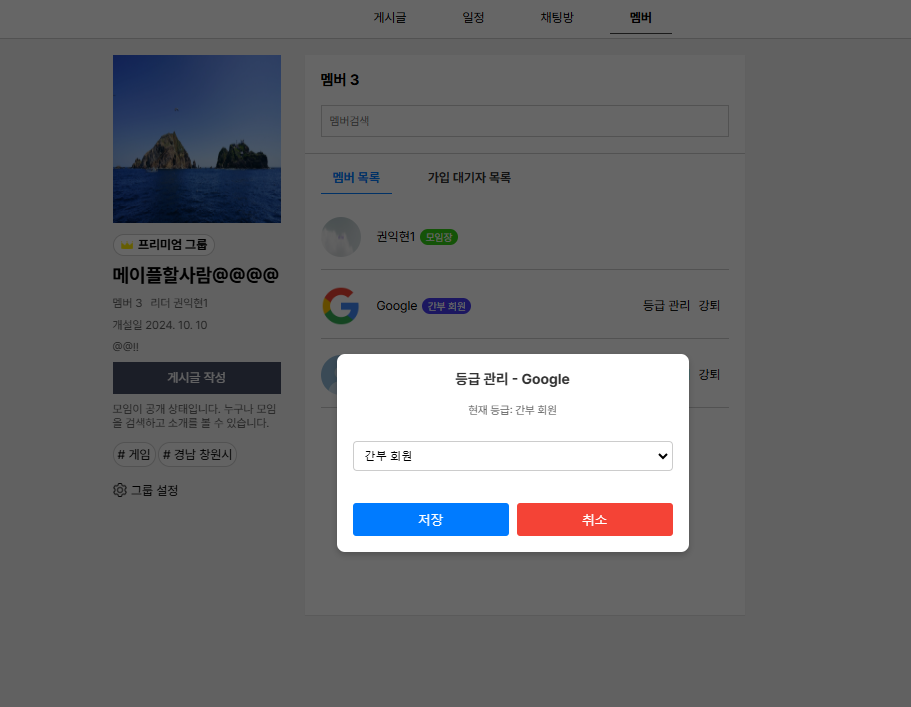 게시글 일정 채팅방 멤버
프리미엄 그룹
메이플할사람@@@@
멤버 3 리더 권익현1
개설일 2024. 10. 10
@@!!
게시글 작성
모임이 공개 상태입니다. 누구나 모임
을 검색하고 소개를 볼 수 있습니다.
# 게임 # 경남 창원시
그룹 설정
멤버 3
멤버검색
멤버 목록 가입 대기자 목록
권익현1 모임장
Google 간부 회원 등급 관리 강퇴
강퇴
등급 관리 - Google
현재 등급: 간부 회원
간부 회원
저장 취소